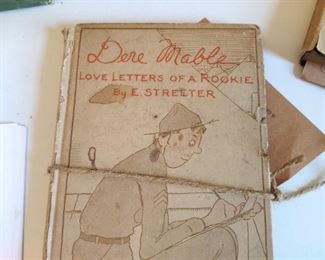 Dere Mable
LOVE LETTERS OF A ROOKIE
By E. STREETER